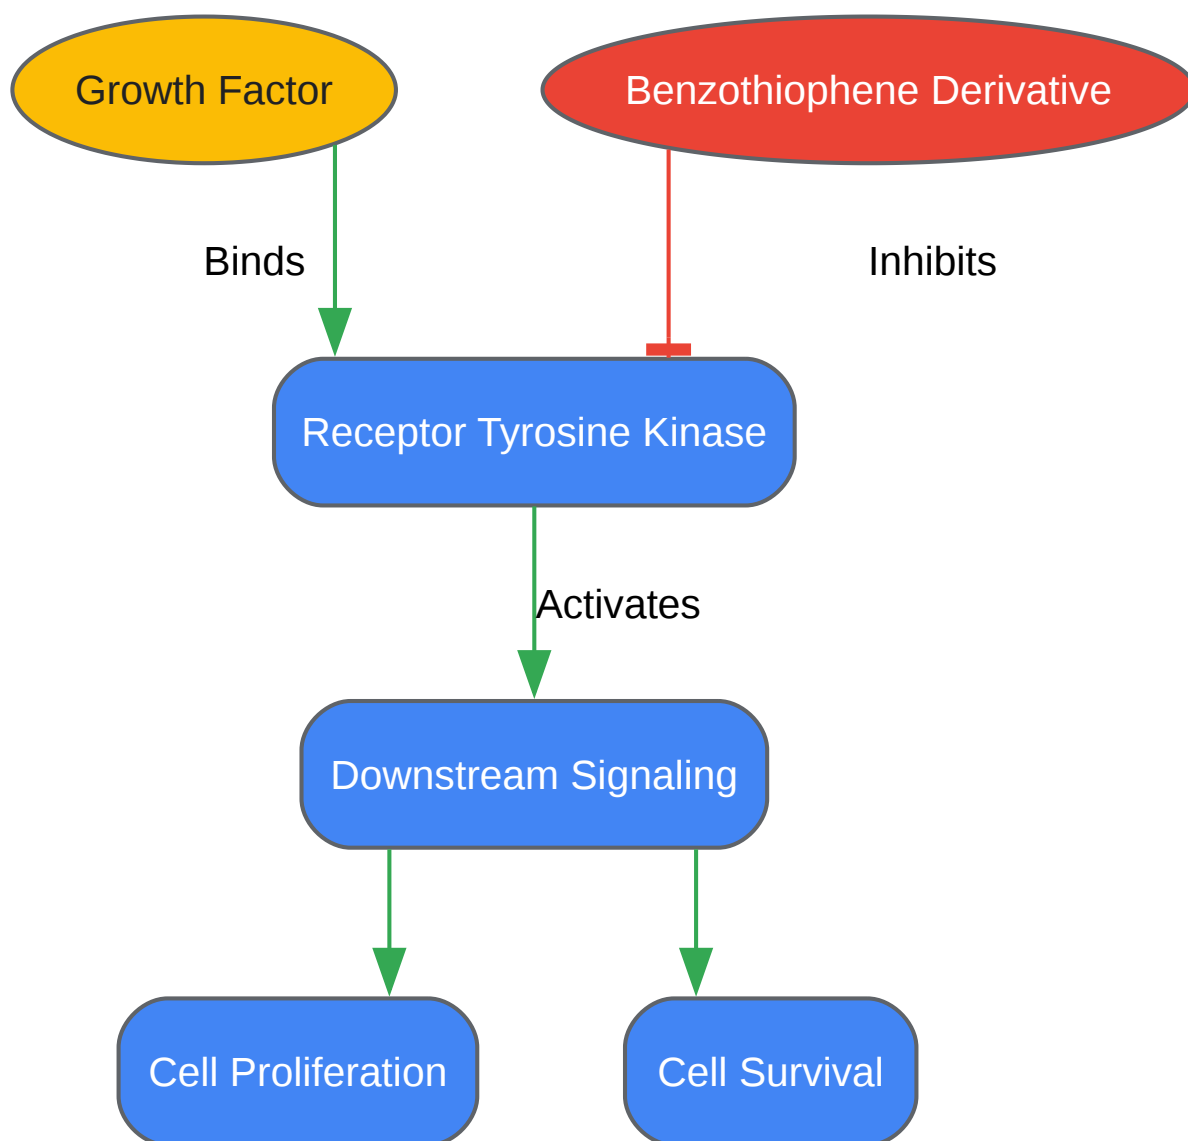 Growth Factor
Benzothiophene Derivative
Binds
Inhibits
Receptor Tyrosine Kinase
Activates
Downstream Signaling
Cell Proliferation
Cell Survival